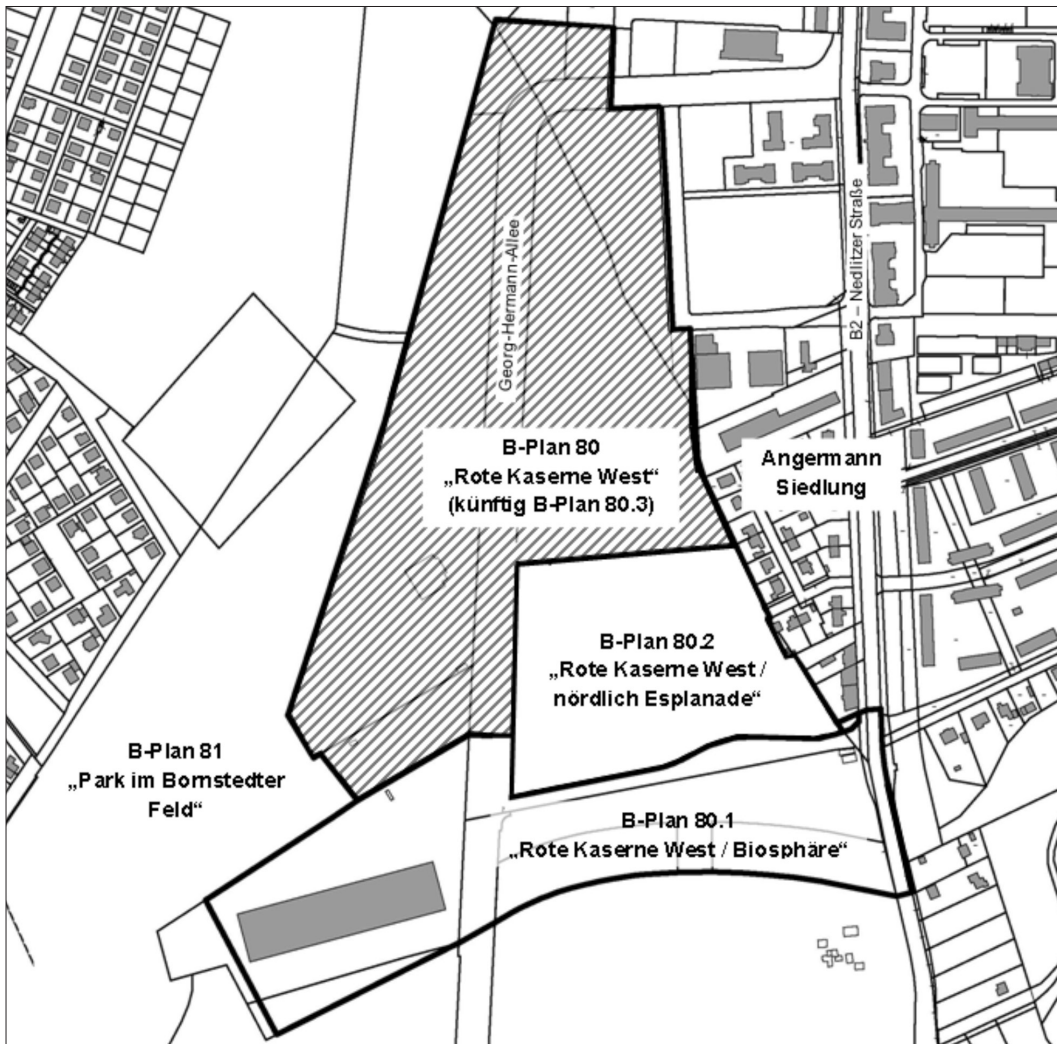 B2 – Nedlitzer Straße
Georg-Hermann-Allee
B-Plan 80
„Rote Kaserne West“
(künftig B-Plan 80.3)
Angermann
Siedlung
B-Plan 80.2
„Rote Kaserne West /
nördlich Esplanade“
B-Plan 81
„Park im Bornstedter
Feld“
B-Plan 80.1
„Rote Kaserne West / Biosphäre“